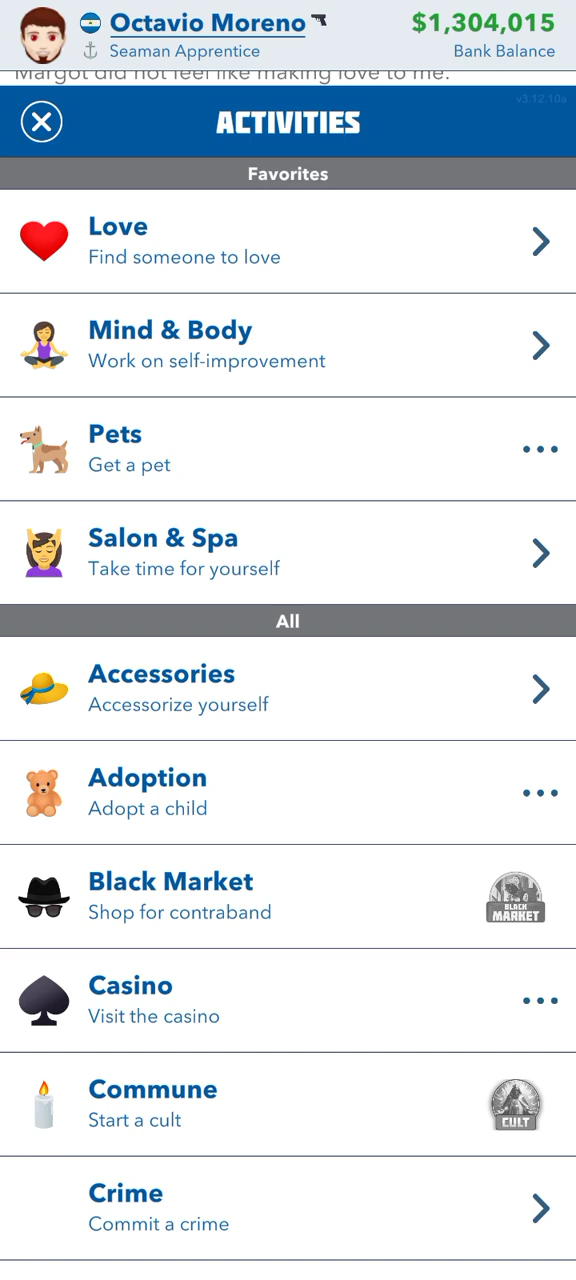 Octavio Moreno
$1,304,015
Seaman Apprentice
Bank Balance
Margot did not feel like making love to me.
v3.12.10a
ACTIVITIES
Favorites
Love
Find someone to love
Mind & Body
Work on self-improvement
Pets
Get a pet
Salon & Spa
Take time for yourself
All
Accessories
Accessorize yourself
Adoption
Adopt a child
Black Market
Shop for contraband
BLACK
MARKET
Casino
Visit the casino
Commune
Start a cult
CULT
Crime
Commit a crime